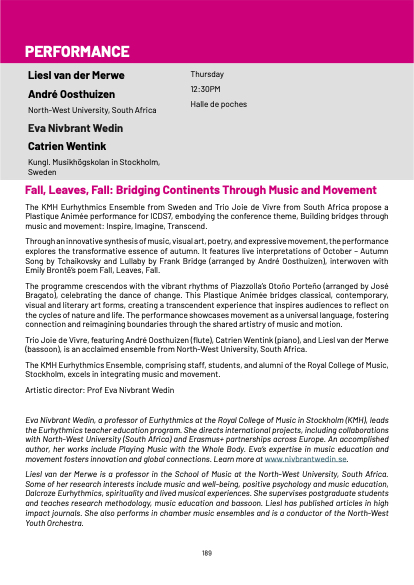 PERFORMANCE
Liesl van der Merwe
André Oosthuizen
North-West University, South Africa
Eva Nivbrant Wedin
Catrien Wentink
Kungl. Musikhögskolan in Stockholm,
Sweden
Thursday
12:30PM
Halle de poches
Fall, Leaves, Fall: Bridging Continents Through Music and Movement
The KMH Eurhythmics Ensemble from Sweden and Trio Joie de Vivre from South Africa propose a
Plastique Animée performance for ICDS7, embodying the conference theme, Building bridges through
music and movement: Inspire, Imagine, Transcend.
Through an innovative synthesis of music, visual art, poetry, and expressive movement, the performance
explores the transformative essence of autumn. It features live interpretations of October – Autumn
Song by Tchaikovsky and Lullaby by Frank Bridge (arranged by André Oosthuizen), interwoven with
Emily Brontë's poem Fall, Leaves, Fall.
The programme crescendos with the vibrant rhythms of Piazzolla's Otoño Porteño (arranged by José
Bragato), celebrating the dance of change. This Plastique Animée bridges classical, contemporary,
visual and literary art forms, creating a transcendent experience that inspires audiences to reflect on
the cycles of nature and life. The performance showcases movement as a universal language, fostering
connection and reimagining boundaries through the shared artistry of music and motion.
Trio Joie de Vivre, featuring André Oosthuizen (flute), Catrien Wentink (piano), and Liesl van der Merwe
(bassoon), is an acclaimed ensemble from North-West University, South Africa.
The KMH Eurhythmics Ensemble, comprising staff, students, and alumni of the Royal College of Music,
Stockholm, excels in integrating music and movement.
Artistic director: Prof Eva Nivbrant Wedin
Eva Nivbrant Wedin, a professor of Eurhythmics at the Royal College of Music in Stockholm (KMH), leads
the Eurhythmics teacher education program. She directs international projects, including collaborations
with North-West University (South Africa) and Erasmus+ partnerships across Europe. An accomplished
author, her works include Playing Music with the Whole Body. Eva's expertise in music education and
movement fosters innovation and global connections. Learn more at www.nivbrantwedin.se.
Liesl van der Merwe is a professor in the School of Music at the North-West University, South Africa.
Some of her research interests include music and well-being, positive psychology and music education,
Dalcroze Eurhythmics, spirituality and lived musical experiences. She supervises postgraduate students
and teaches research methodology, music education and bassoon. Liesl has published articles in high
impact journals. She also performs in chamber music ensembles and is a conductor of the North-West
Youth Orchestra.
189